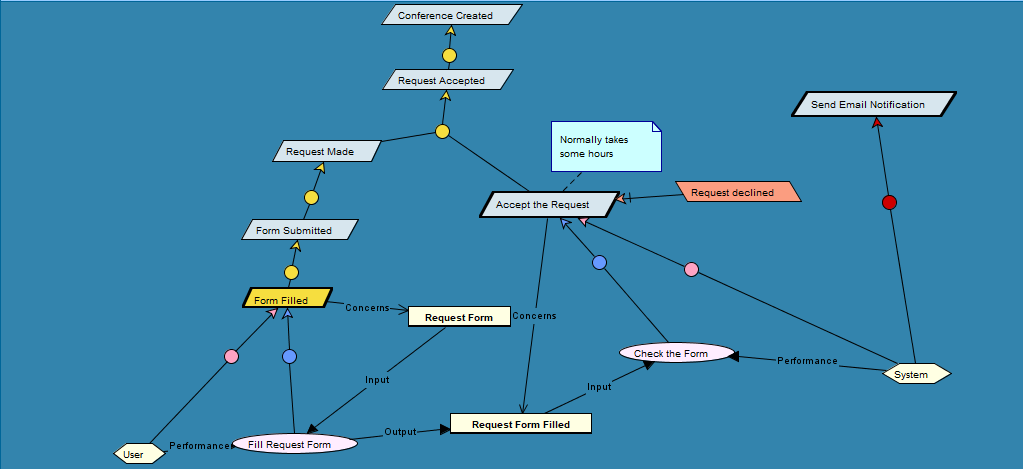 Conference Created
Request Accepted
Send Email Notification
Normally takes
some hours
Request Made
Request declined
Accept the Request
Form Submitted
Form Filled
Concerns
Request Form
Concerns
Check the Form
Performance
System
Input
Input
Request Form Filled
Output
User
Performance
Fill Request Form